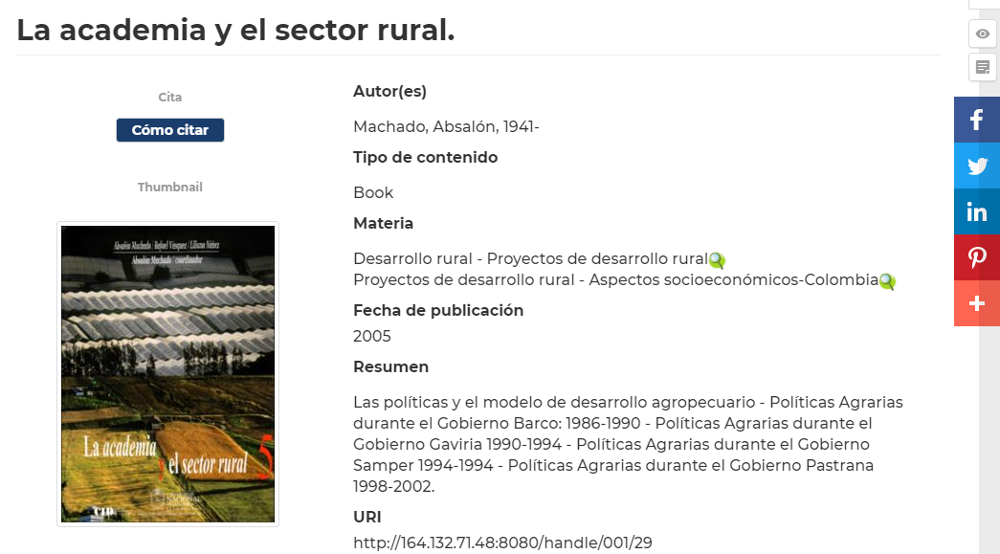 La academia y el sector rural.
Cita
Cómo citar
Thumbnail
Absalón Machado / Rafael Vásquez / Liliana Núñez
Absalón Machado / coordinador
La academia
y el sector rural 5
NACIONAL
CID
Autor(es)
Machado, Absalón, 1941-
Tipo de contenido
Book
Materia
Desarrollo rural - Proyectos de desarrollo rural
Proyectos de desarrollo rural - Aspectos socioeconómicos-Colombia
Fecha de publicación
2005
Resumen
Las políticas y el modelo de desarrollo agropecuario - Políticas Agrarias
durante el Gobierno Barco: 1986-1990 - Políticas Agrarias durante el
Gobierno Gaviria 1990-1994 - Políticas Agrarias durante el Gobierno
Samper 1994-1994 - Políticas Agrarias durante el Gobierno Pastrana
1998-2002.
URI
http://164.132.71.48:8080/handle/001/29